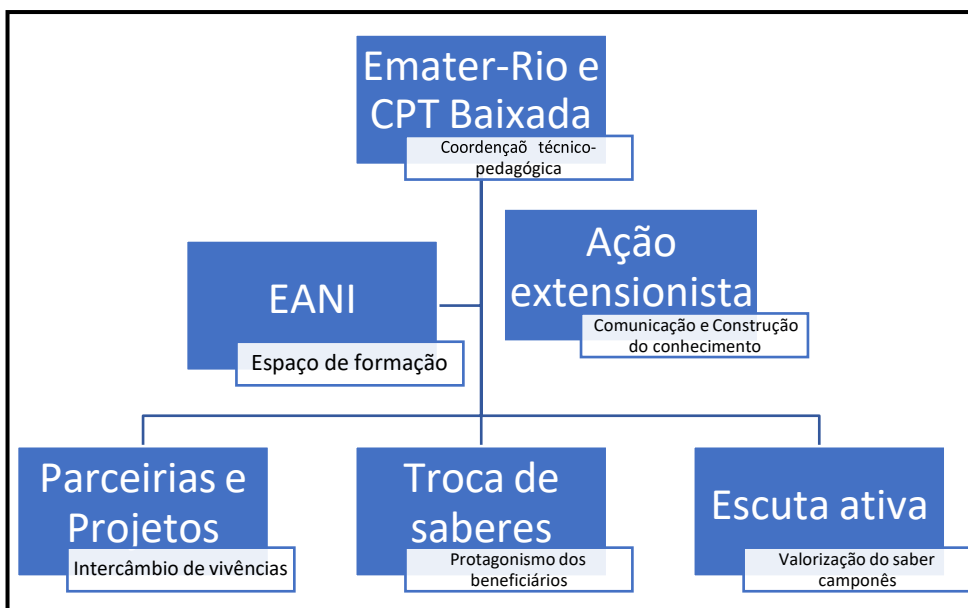 Emater-Rio e
CPT Baixada
Coordençaõ técnico-
pedagógica
EANI
Espaço de formação
Ação
extensionista
Comunicação e Construção
do conhecimento
Parceirias e
Projetos
Intercâmbio de vivências
Troca de
saberes
Protagonismo dos
beneficiários
Escuta ativa
Valorização do saber
camponês